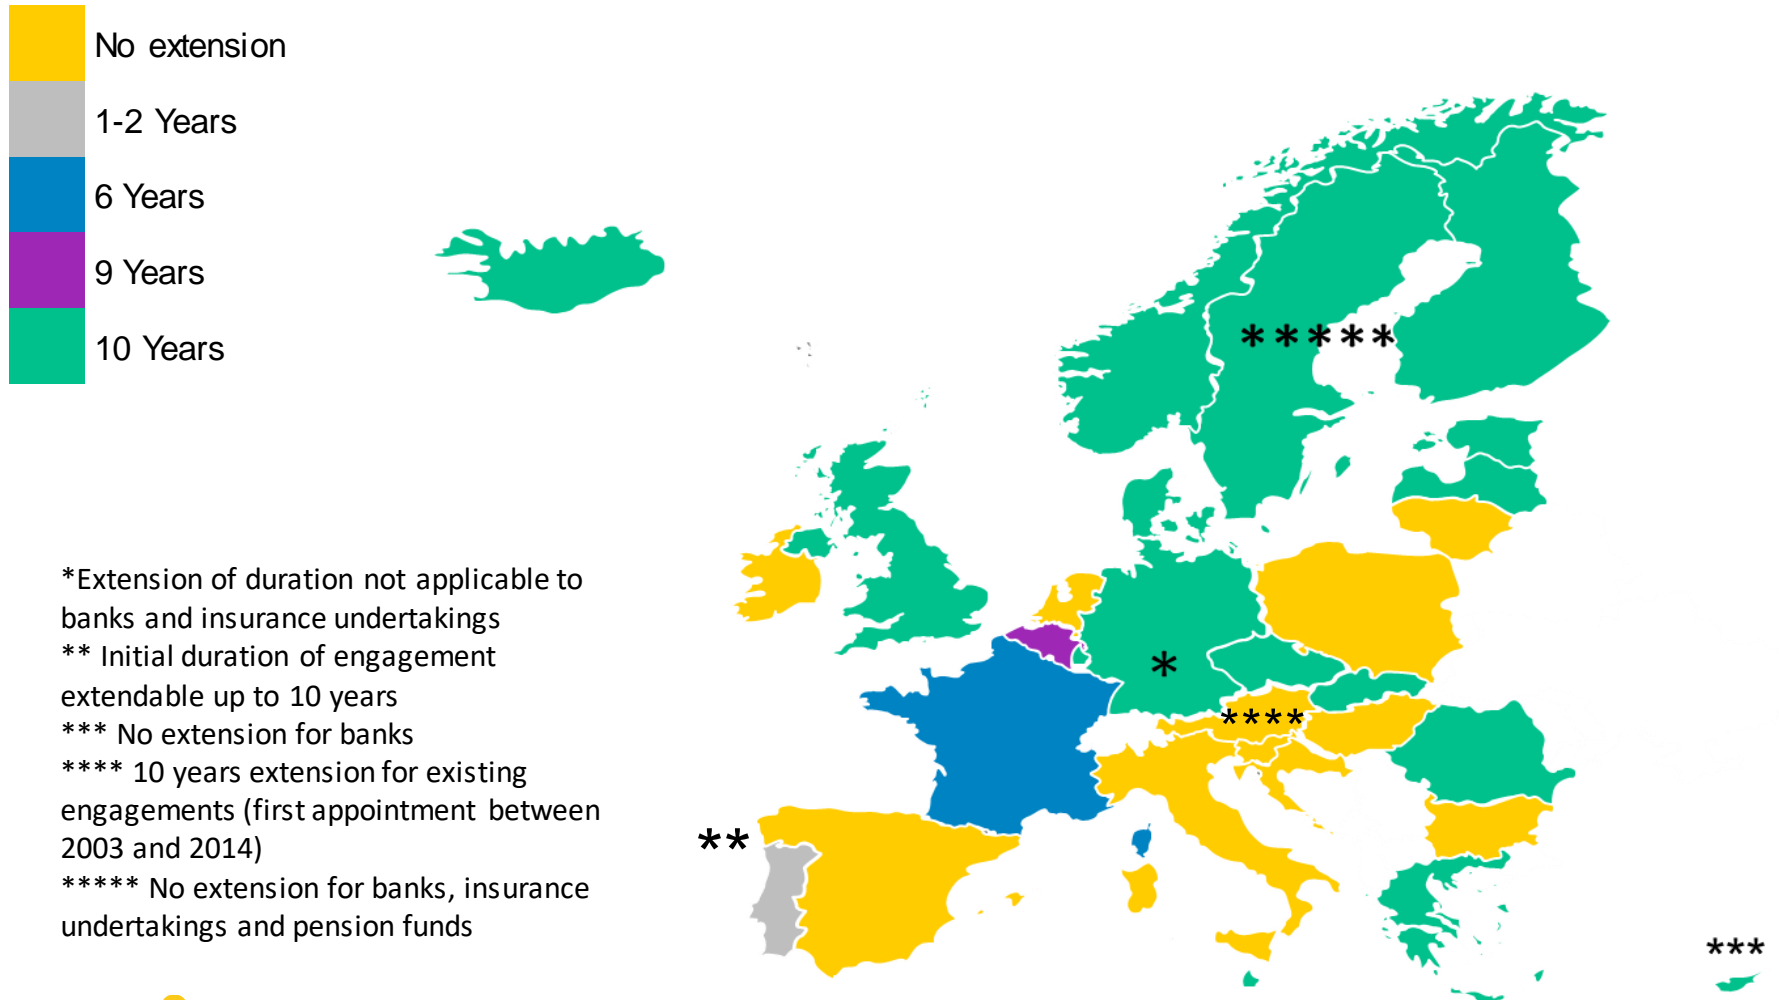 No extension
1-2 Years
6 Years
9 Years
10 Years
*Extension of duration not applicable to
banks and insurance undertakings
** Initial duration of engagement
extendable up to 10 years
*** No extension for banks
**** 10 years extension for existing
engagements (first appointment between
2003 and 2014)
***** No extension for banks, insurance
undertakings and pension funds
*****
*
****
**
***